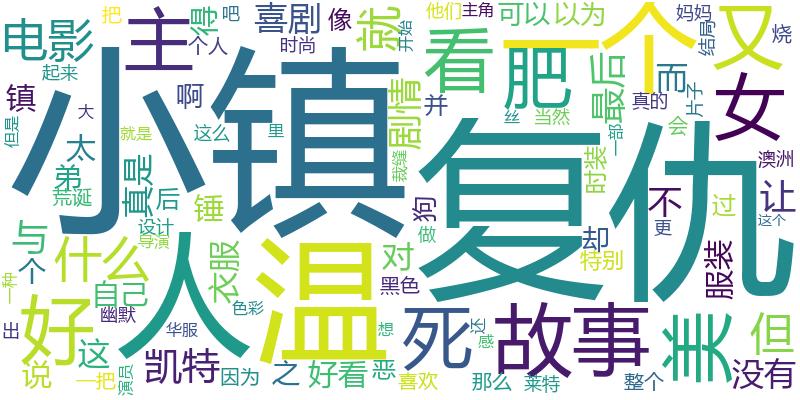 把
他们
主角
妈妈
电影
主
得
喜剧
像
就
吧
开始
可以
以为
一个
又
结局
烧
个人
时尚
看
肥
起来
小镇
最后
而
片子
女
镇
啊
剧情
并
真的
但是
大
就是
这么
里
丝
当然
一部
会
太
裁缝
复仇
澳洲
弟
真是
荒诞
后
锤
狗
时装
不
过
让
设计
做
更
这个
与
什么
导演
人
温
衣服
对
却
特别
服装
个
一种
自己
色彩
黑色
好
幽默
出
这
华服
想
还
感
死
故事
美
但
说
一把
演员
凯特
因为
之
好看
恶
喜欢
那么
莱特
整个
没有